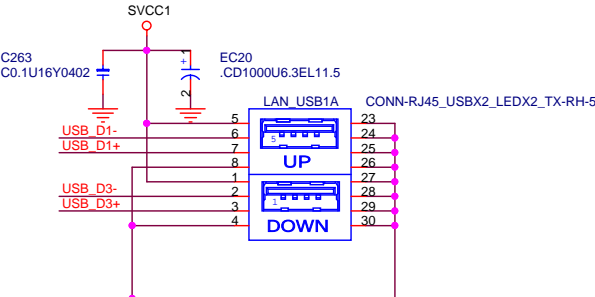 SVCC1
C263
C0.1U16Y0402
1
+
2
EC20
.CD1000U6.3EL11.5
LAN_USB1A
CONN-RJ45_USBX2_LEDX2_TX-RH-5
5
23
USB_D1-
6
5
24
USB_D1+
7
25
8
UP
26
1
27
USB_D3-
2
28
USB_D3+
3
1
29
4
DOWN
30